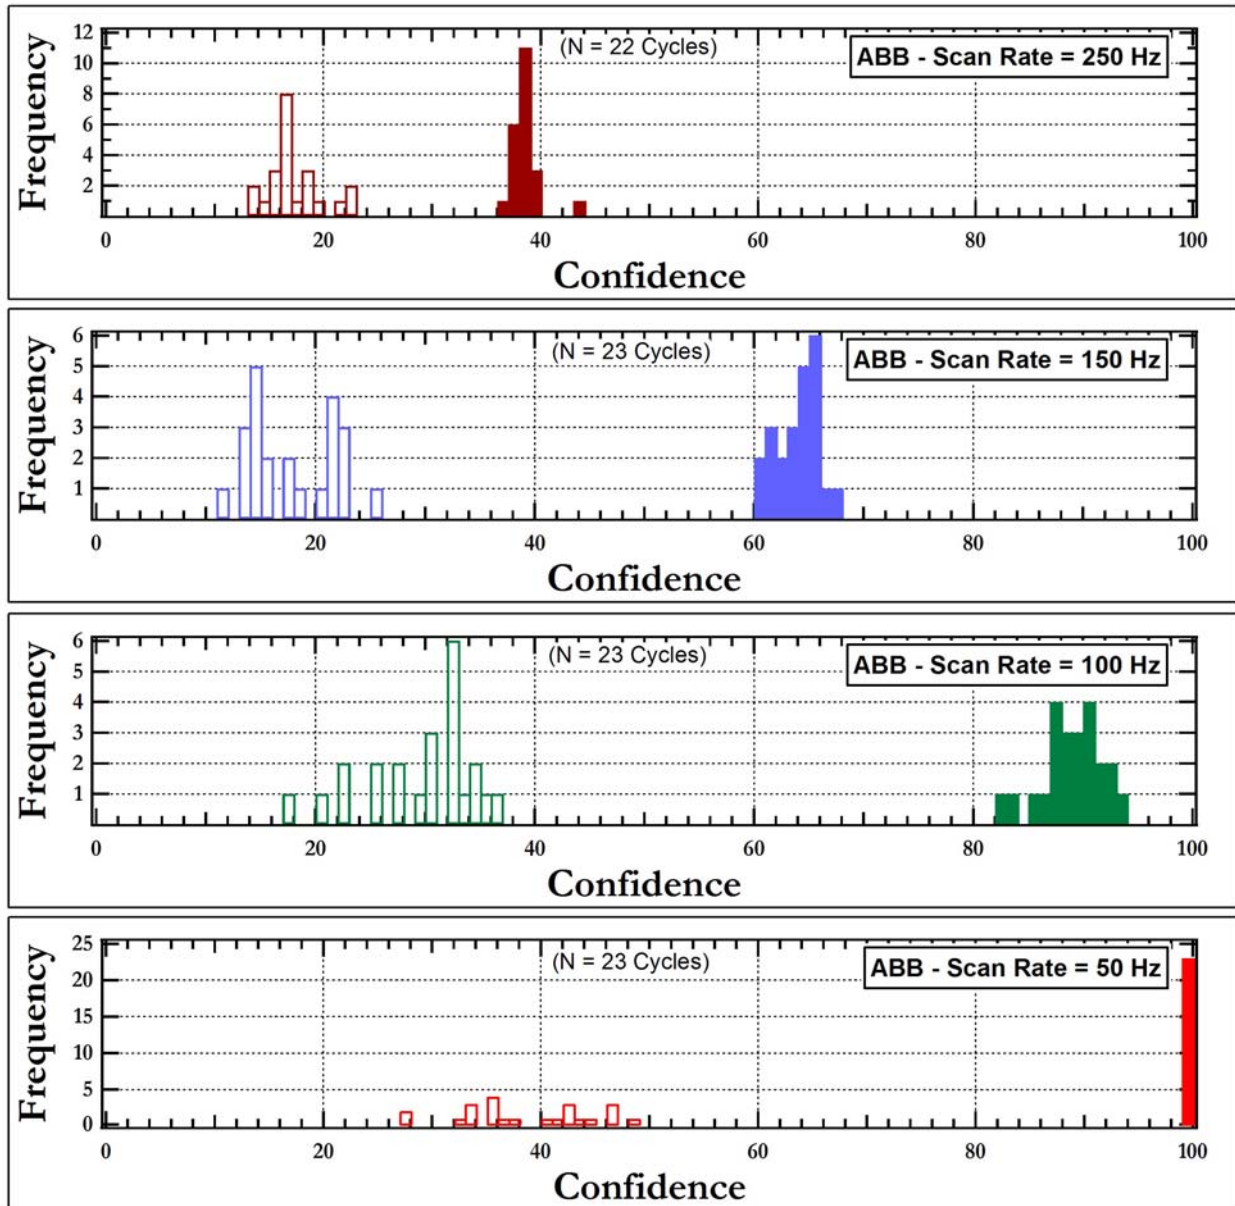 12
(N = 22 Cycles)
ABB - Scan Rate = 250 Hz
10
8
6
4
2
Frequency
0 20 40 60 80 100
Confidence
6
(N = 23 Cycles)
ABB - Scan Rate = 150 Hz
5
4
3
2
1
Frequency
0 20 40 60 80 100
Confidence
6
(N = 23 Cycles)
ABB - Scan Rate = 100 Hz
5
4
3
2
1
Frequency
0 20 40 60 80 100
Confidence
25
(N = 23 Cycles)
ABB - Scan Rate = 50 Hz
20
15
10
5
0
Frequency
0 20 40 60 80 100
Confidence